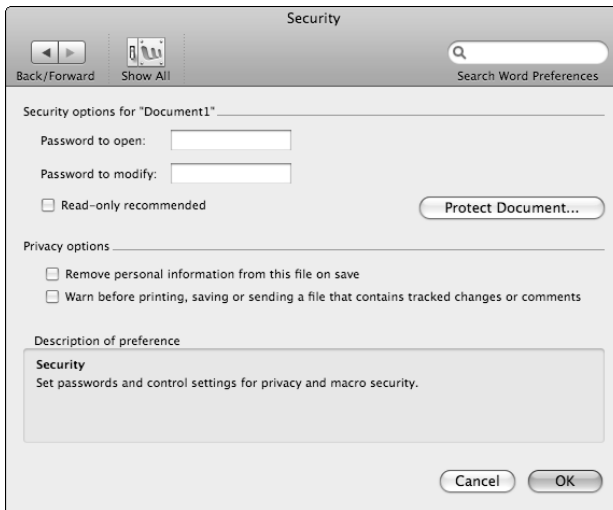 Security
Back/Forward
Show All
Search Word Preferences
Security options for "Document1"
Password to open:
Password to modify:
Read-only recommended
Protect Document...
Privacy options
Remove personal information from this file on save
Warn before printing, saving or sending a file that contains tracked changes or comments
Description of preference
Security
Set passwords and control settings for privacy and macro security.
Cancel
OK